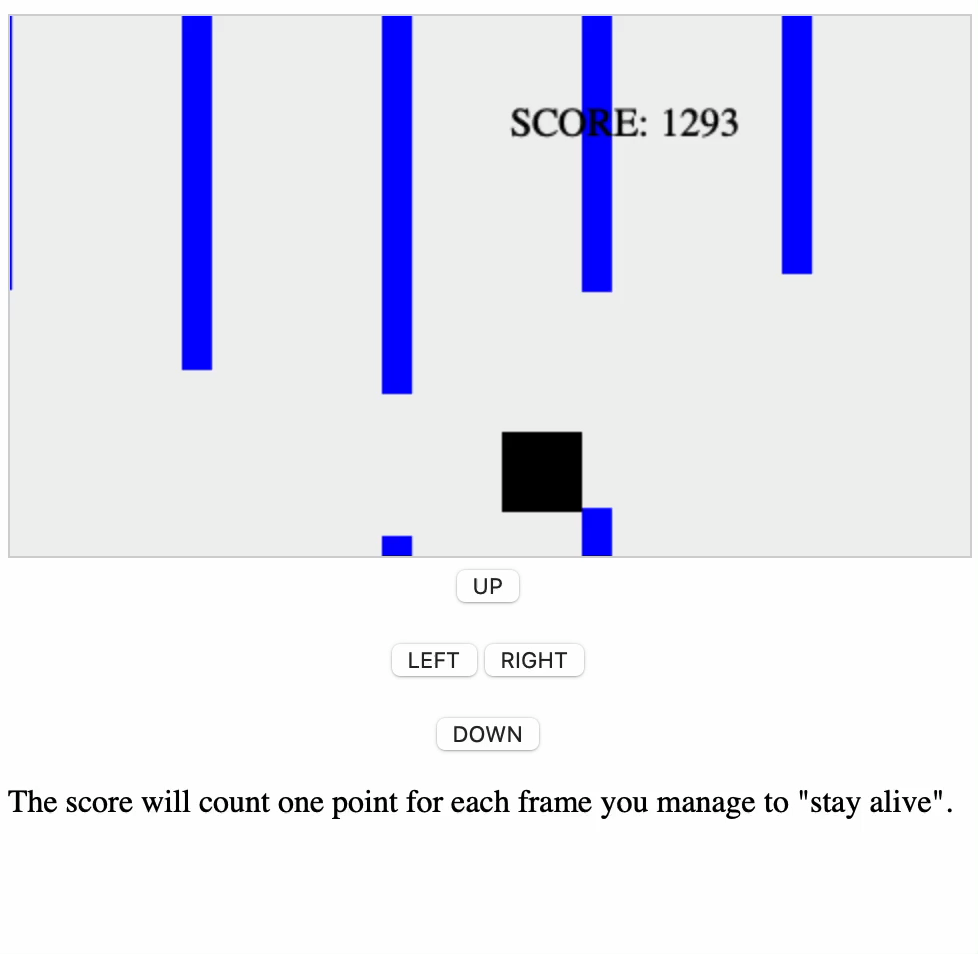 SCORE: 1293
UP
LEFT RIGHT
DOWN
The score will count one point for each frame you manage to "stay alive".